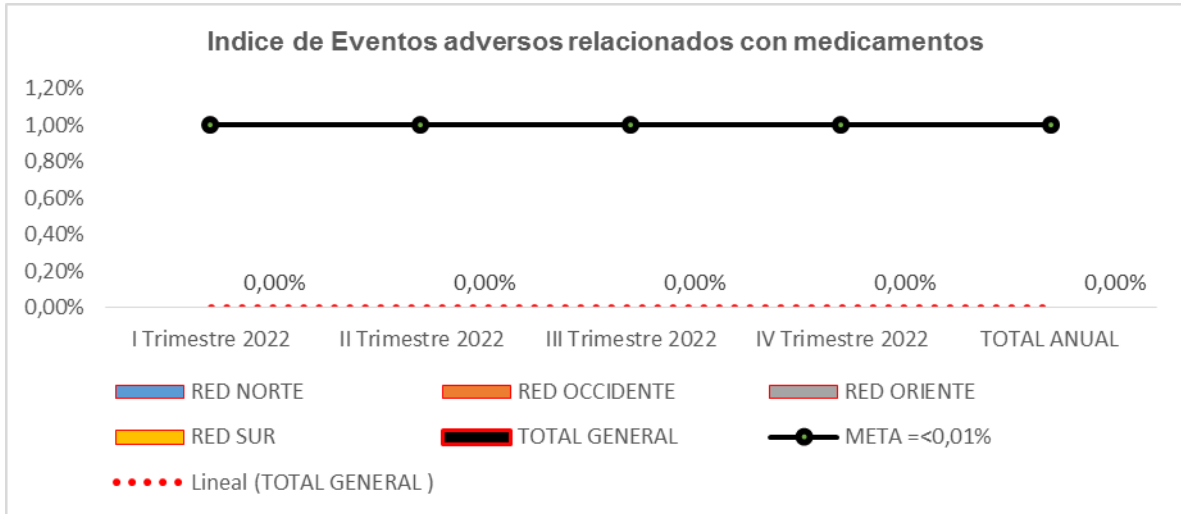 Indice de Eventos adversos relacionados con medicamentos
1,20%
1,00%
0,80%
0,60%
0,40%
0,20%
0,00%
0,00% 0,00% 0,00% 0,00% 0,00%
I Trimestre 2022 II Trimestre 2022 III Trimestre 2022 IV Trimestre 2022 TOTAL ANUAL
RED NORTE RED OCCIDENTE RED ORIENTE
RED SUR TOTAL GENERAL META =<0,01%
Lineal (TOTAL GENERAL )